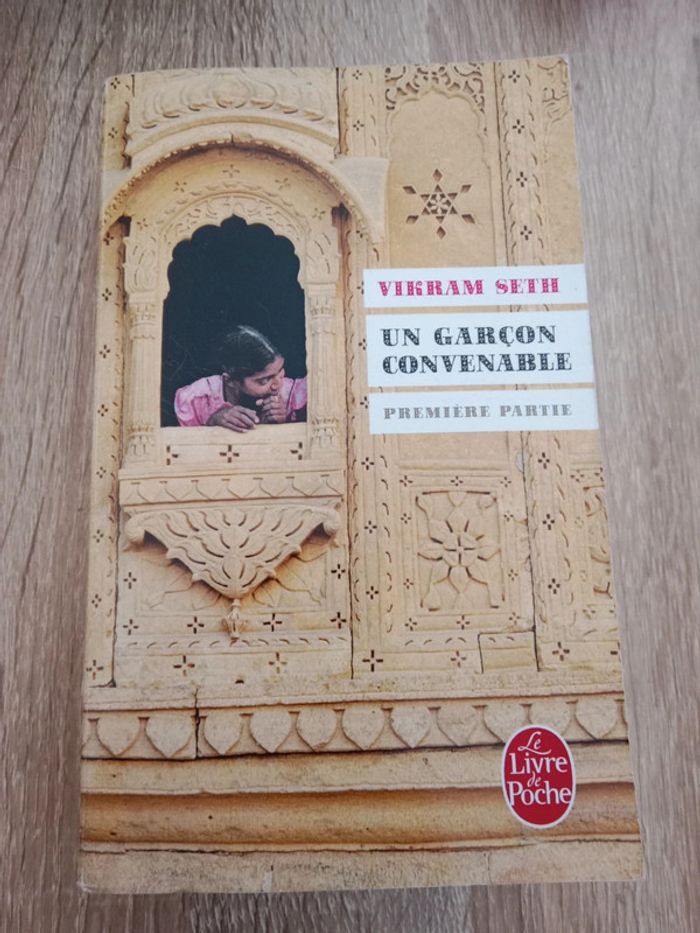 VIKRAM SETH
UN GARÇON
CONVENABLE
PREMIÈRE PARTIE
Le
Livre
de
Poche